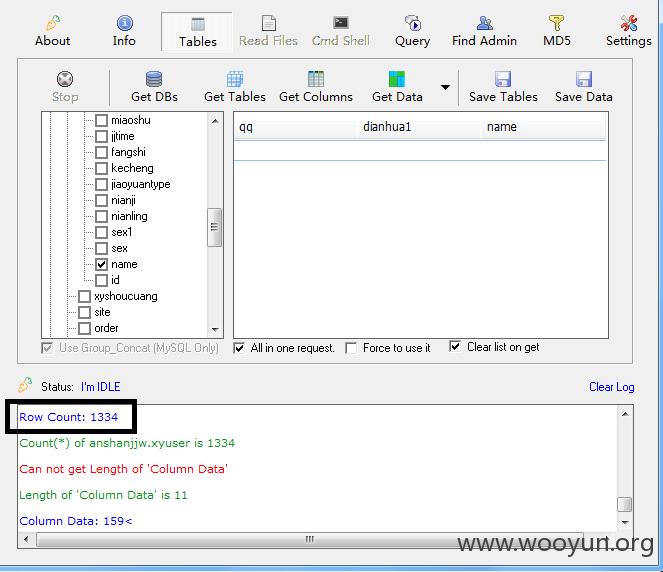 About Info Tables Read Files Cmd Shell Query Find Admin MD5 Settings
Stop Get DBs Get Tables Get Columns Get Data Save Tables Save Data
miaoshu
jjtime
fangshi
kecheng
jiaoyuantype
nianji
nianling
sex1
sex
name
id
xyshoucuang
site
order
qq dianhua1 name
Use Group_Concat (MySQL Only) All in one request. Force to use it Clear list on get
Status: I'm IDLE Clear Log
Row Count: 1334
Count(*) of anshanjjw.xyuser is 1334
Can not get Length of 'Column Data'
Length of 'Column Data' is 11
Column Data: 159<
www.wooyun.org